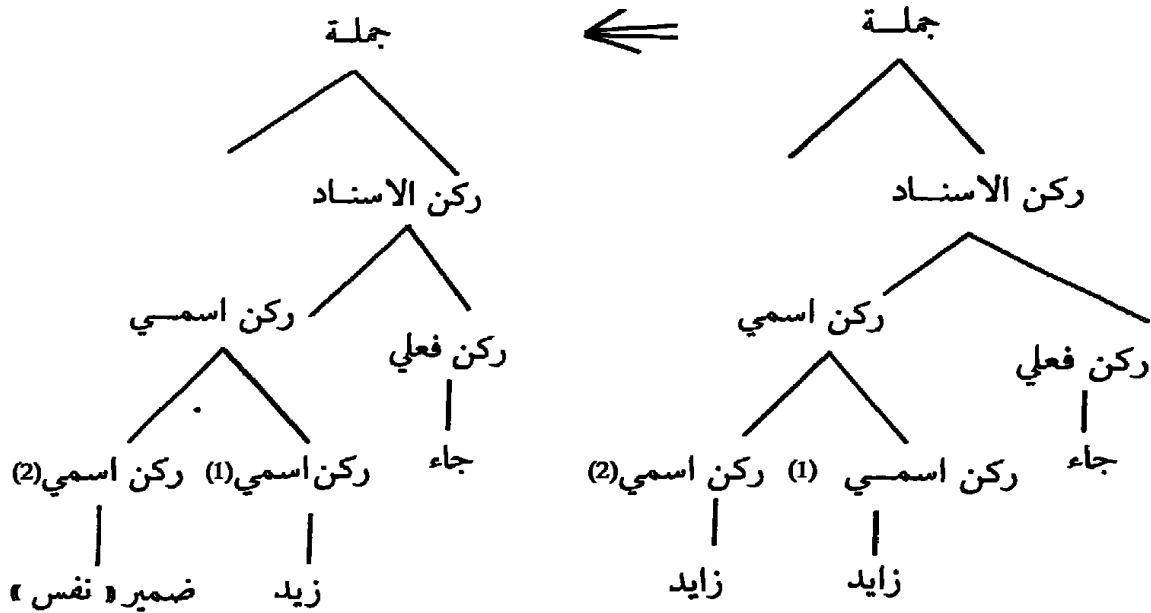 جملة جملة
ركن الاسناد ركن الاسناد
ركن اسمي ركن اسمي
ركن فعلي ركن فعلي
جاء جاء
ركن اسمي (1) ركن اسمي(2) ركن اسمي(1) ركن اسمي(2)
زايد زايد زيد ضمير « نفس »